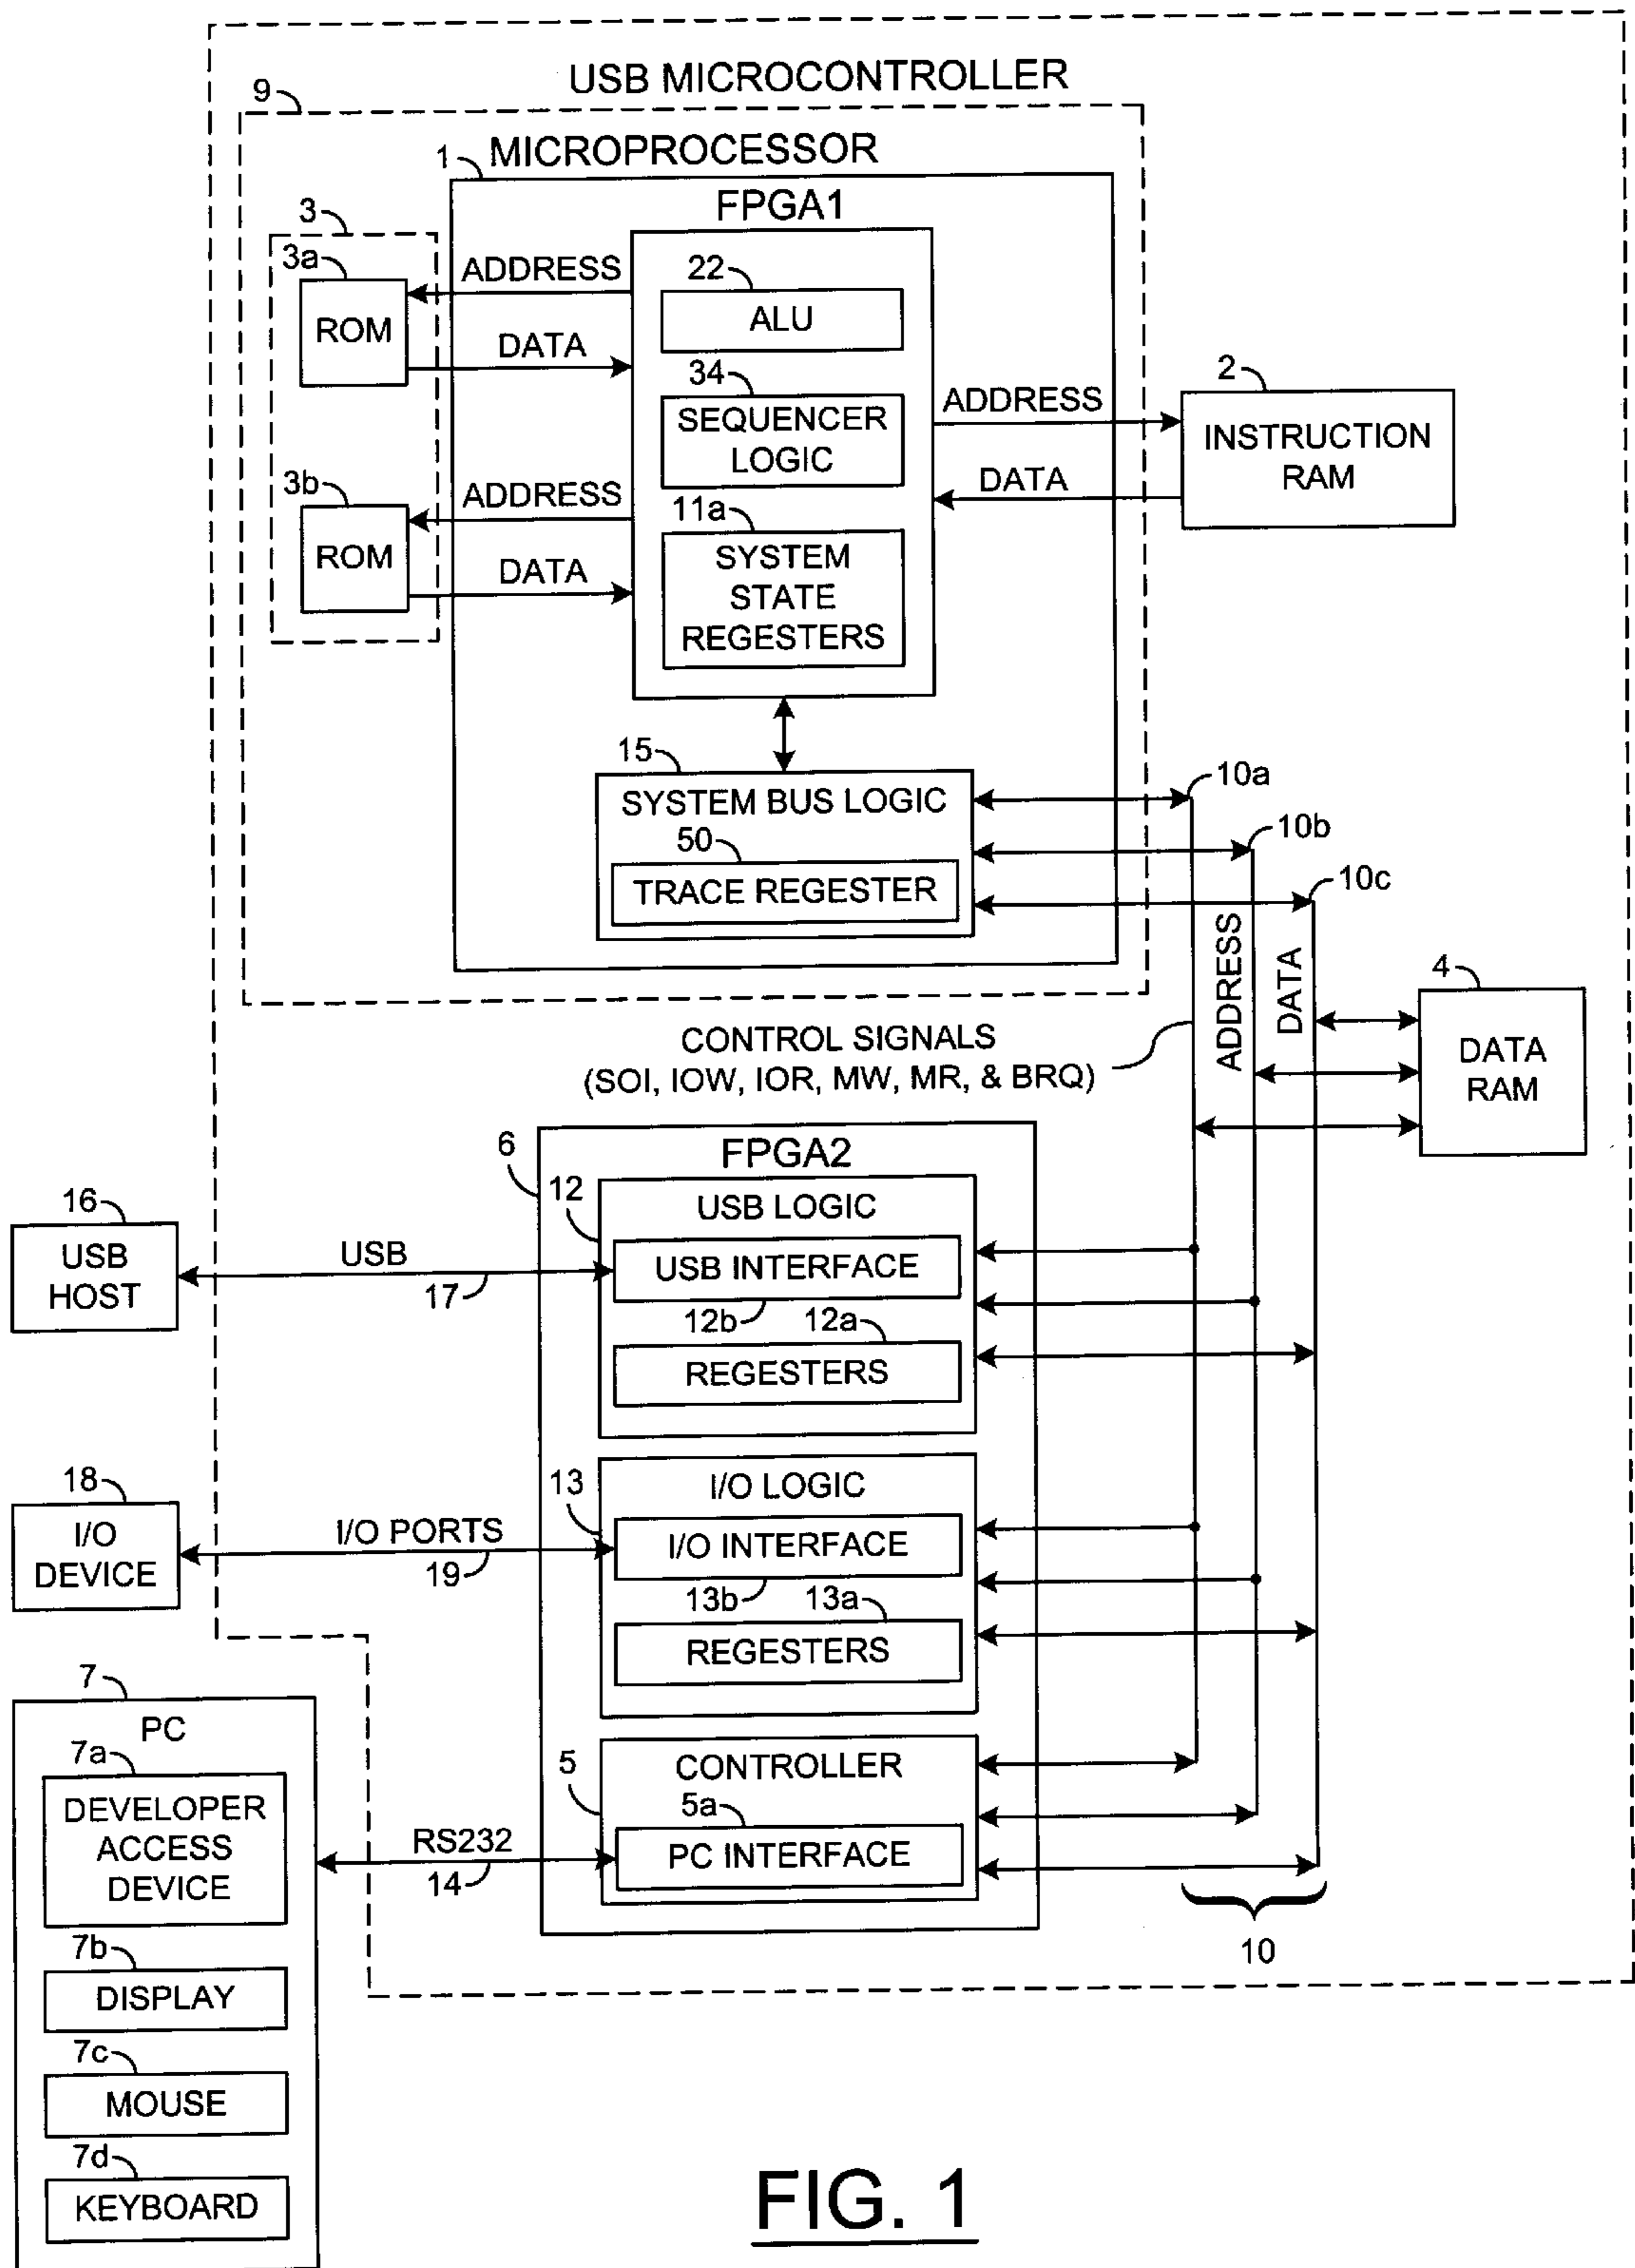 USB MICROCONTROLLER
9
MICROPROCESSOR
1
FPGA1
3
3a
ROM
ADDRESS
DATA
22
ALU
34
SEQUENCER
LOGIC
ADDRESS
DATA
2
INSTRUCTION
RAM
3b
ROM
ADDRESS
DATA
11a
SYSTEM
STATE
REGESTERS
15
SYSTEM BUS LOGIC
50
TRACE REGESTER
10a
10b
10c
ADDRESS
DATA
4
DATA
RAM
CONTROL SIGNALS
(SOI, IOW, IOR, MW, MR, & BRQ)
6
FPGA2
12
USB LOGIC
USB INTERFACE
12b
12a
REGESTERS
16
USB
HOST
USB
17
13
I/O LOGIC
I/O INTERFACE
13b
13a
REGESTERS
18
I/O
DEVICE
I/O PORTS
19
5
CONTROLLER
5a
PC INTERFACE
RS232
14
10
7
PC
7a
DEVELOPER
ACCESS
DEVICE
7b
DISPLAY
7c
MOUSE
7d
KEYBOARD
FIG. 1